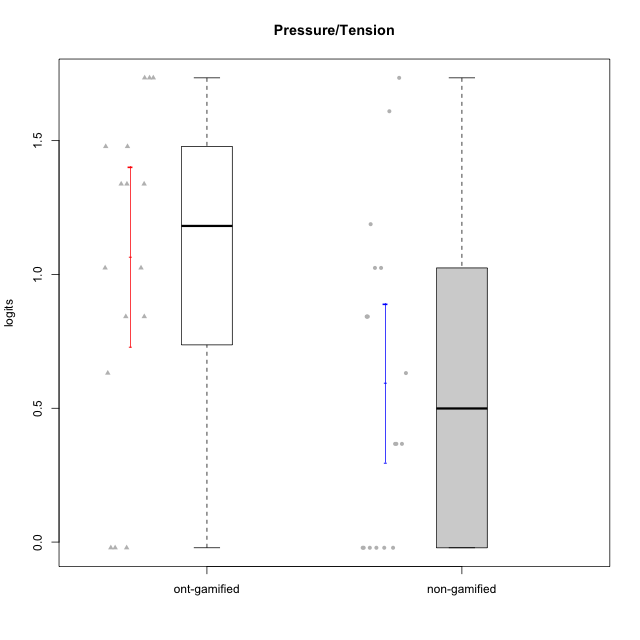 Pressure/Tension
logits
1.5
1.0
0.5
0.0
ont-gamified
non-gamified